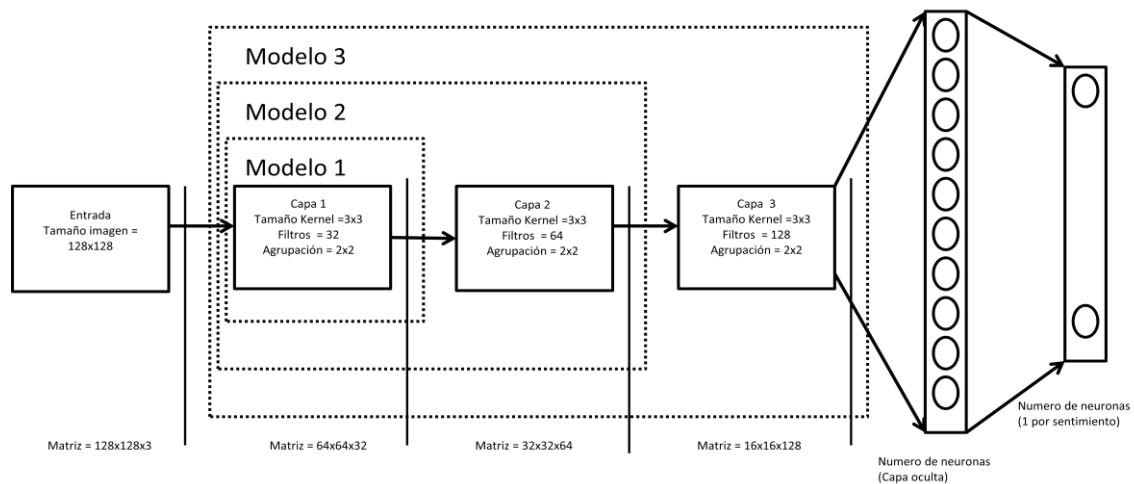 Modelo 3
Modelo 2
Modelo 1
Entrada
Tamaño imagen =
128x128
Capa 1
Tamaño Kernel =3x3
Filtros = 32
Agrupación = 2x2
Capa 2
Tamaño Kernel =3x3
Filtros = 64
Agrupación = 2x2
Capa 3
Tamaño Kernel =3x3
Filtros = 128
Agrupación = 2x2
Matriz = 128x128x3
Matriz = 64x64x32
Matriz = 32x32x64
Matriz = 16x16x128
Numero de neuronas
(Capa oculta)
Numero de neuronas
(1 por sentimiento)